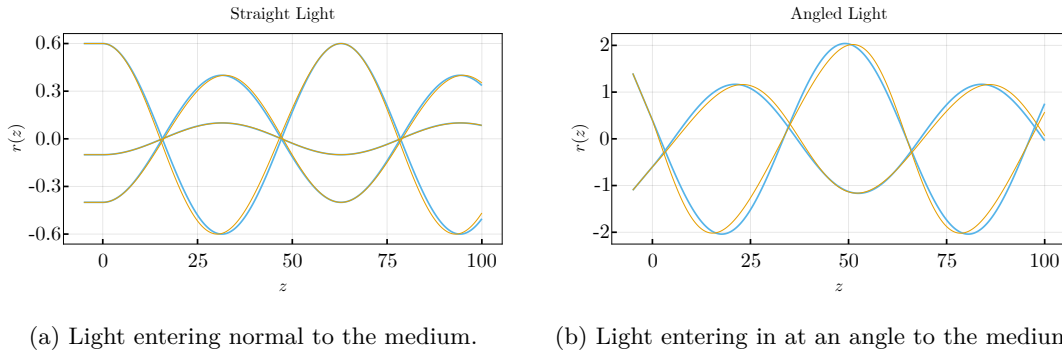 Straight Light
Angled Light
0.6
0.3
0.0
-0.3
-0.6
r(z)
0
25
50
75
100
z
2
1
0
-1
-2
r(z)
0
25
50
75
100
z
(a) Light entering normal to the medium.
(b) Light entering in at an angle to the medium